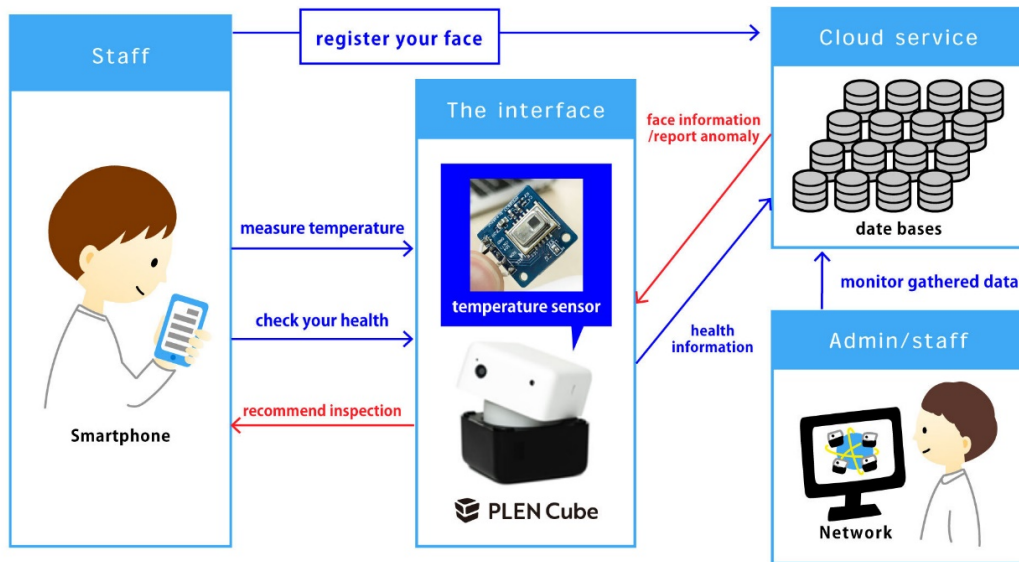 Staff
register your face
Cloud service
The interface
face information
/report anomaly
measure temperature
temperature sensor
date bases
check your health
health
information
monitor gathered data
Admin/staff
recommend inspection
Smartphone
PLEN Cube
Network